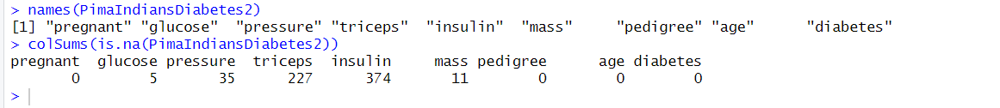 > names(PimaIndiansDiabetes2)
[1] "pregnant" "glucose"  "pressure" "triceps"  "insulin"  "mass"     "pedigree" "age"      "diabetes"
> colSums(is.na(PimaIndiansDiabetes2))
pregnant  glucose pressure  triceps  insulin     mass pedigree      age diabetes
       0        5       35      227      374       11        0        0        0
>